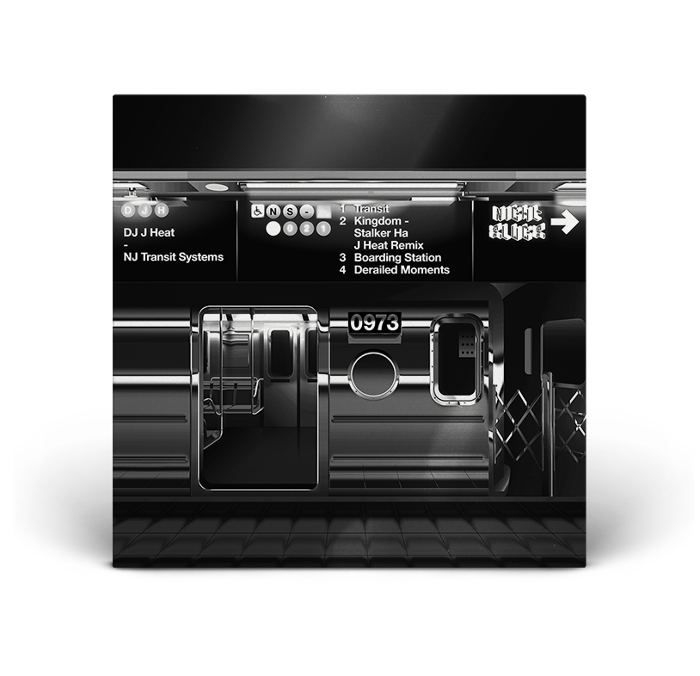 D J H
DJ J Heat
-
NJ Transit Systems
N S -
0 2 1
1 Transit
2 Kingdom -
Stalker Ha
J Heat Remix
3 Boarding Station
4 Derailed Moments
NIGHT
SLUGS
0973